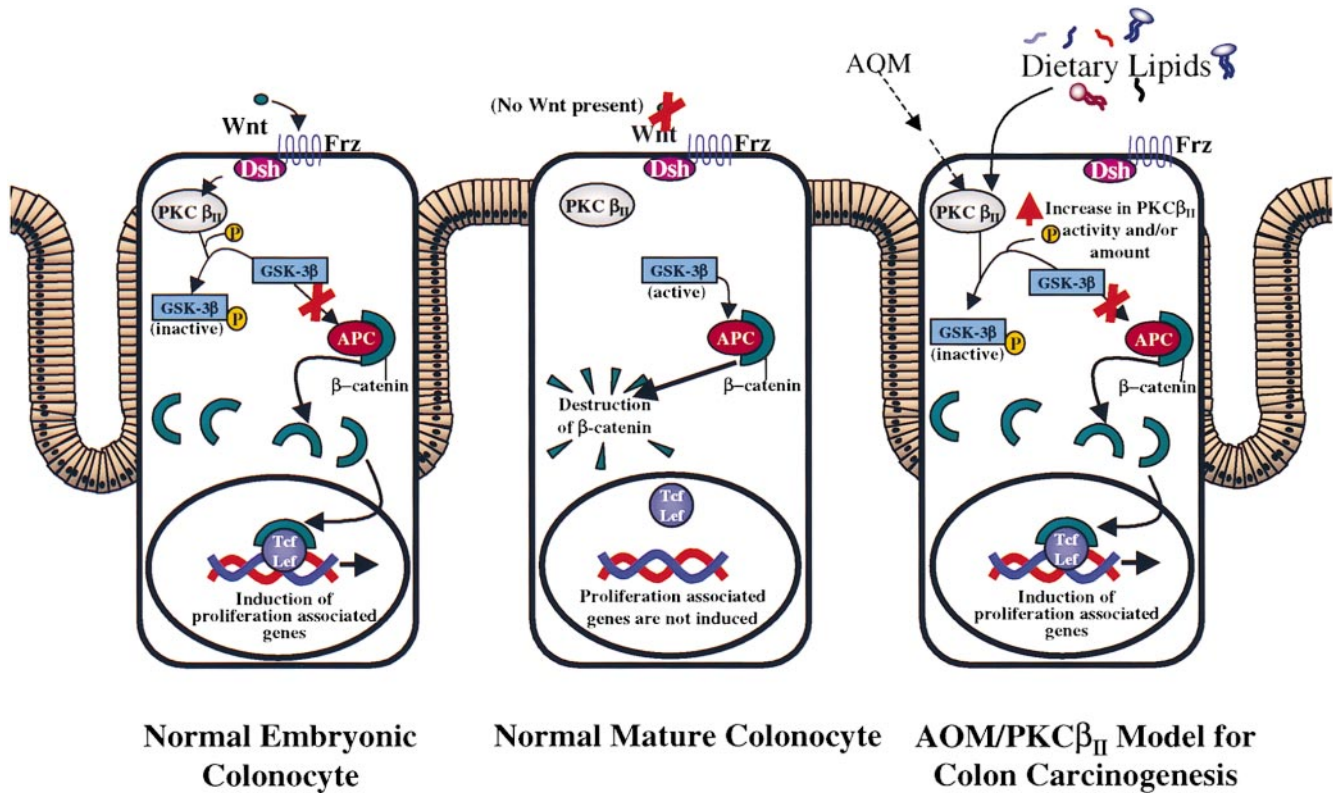 (No Wnt present)
Wnt
Frz
Dsh
PKC βII
P
GSK-3β
GSK-3β
(inactive)
P
APC
β–catenin
Tcf
Lef
Induction of
proliferation associated
genes
Normal Embryonic
Colonocyte
Wnt
Frz
Dsh
PKC βII
GSK-3β
(active)
APC
β–catenin
Destruction
of β-catenin
Tcf
Lef
Proliferation associated
genes are not induced
Normal Mature Colonocyte
AOM
Dietary Lipids
Frz
Dsh
PKC βII
Increase in PKCβII
activity and/or
amount
P
GSK-3β
GSK-3β
(inactive)
P
APC
β–catenin
Tcf
Lef
Induction of
proliferation associated
genes
AOM/PKCβII Model for
Colon Carcinogenesis